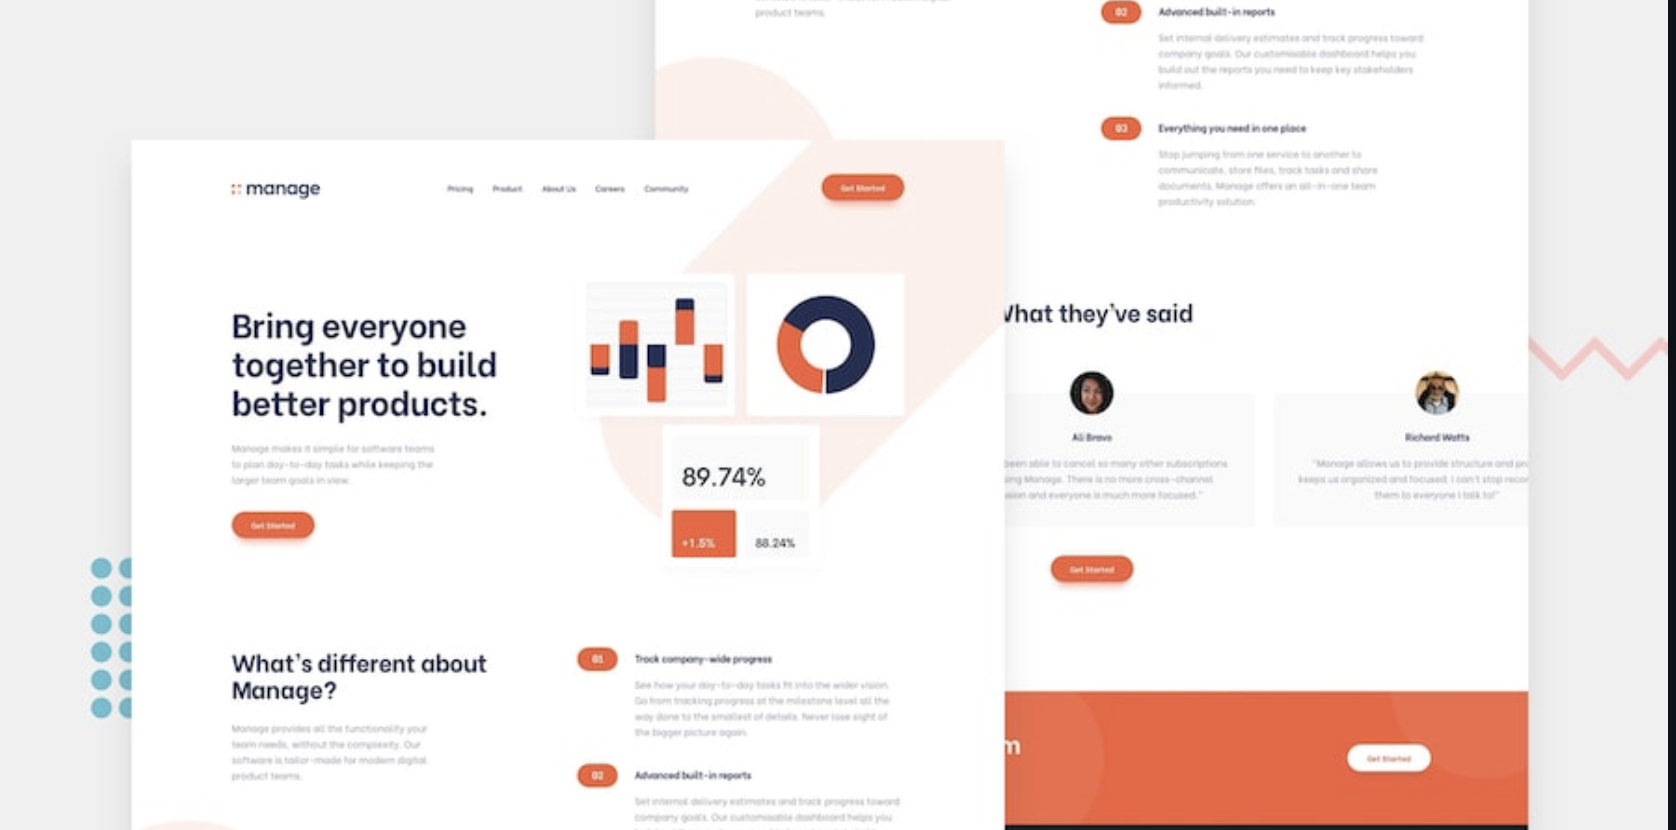 manage
Pricing Product About Us Careers Community
Get Started
Bring everyone
together to build
better products.
Manage makes it simple for software teams
to plan day-to-day tasks while keeping the
larger team goals in view.
Get Started
89.74%
+1.5%
88.24%
What's different about
Manage?
Manage provides all the functionality your
team needs, without the complexity. Our
software is tailor-made for modern digital
product teams.
01
Track company-wide progress
See how your day-to-day tasks fit into the wider vision.
Go from tracking progress at the milestone level all the
way done to the smallest of details. Never lose sight of
the bigger picture again.
02
Advanced built-in reports
Set internal delivery estimates and track progress toward
company goals. Our customisable dashboard helps you
product teams.
02
Advanced built-in reports
Set internal delivery estimates and track progress toward
company goals. Our customisable dashboard helps you
build out the reports you need to keep key stakeholders
informed.
03
Everything you need in one place
Stop jumping from one service to another to
communicate, store files, track tasks and share
documents. Manage offers an all-in-one team
productivity solution.
What they've said
Ali Bravo
been able to cancel so many other subscriptions
Manage. There is no more cross-channel
and everyone is much more focused."
Richard Watts
"Manage allows us to provide structure and
keeps us organized and focused. I can't stop
them to everyone I talk to!"
Get Started
m
Get Started